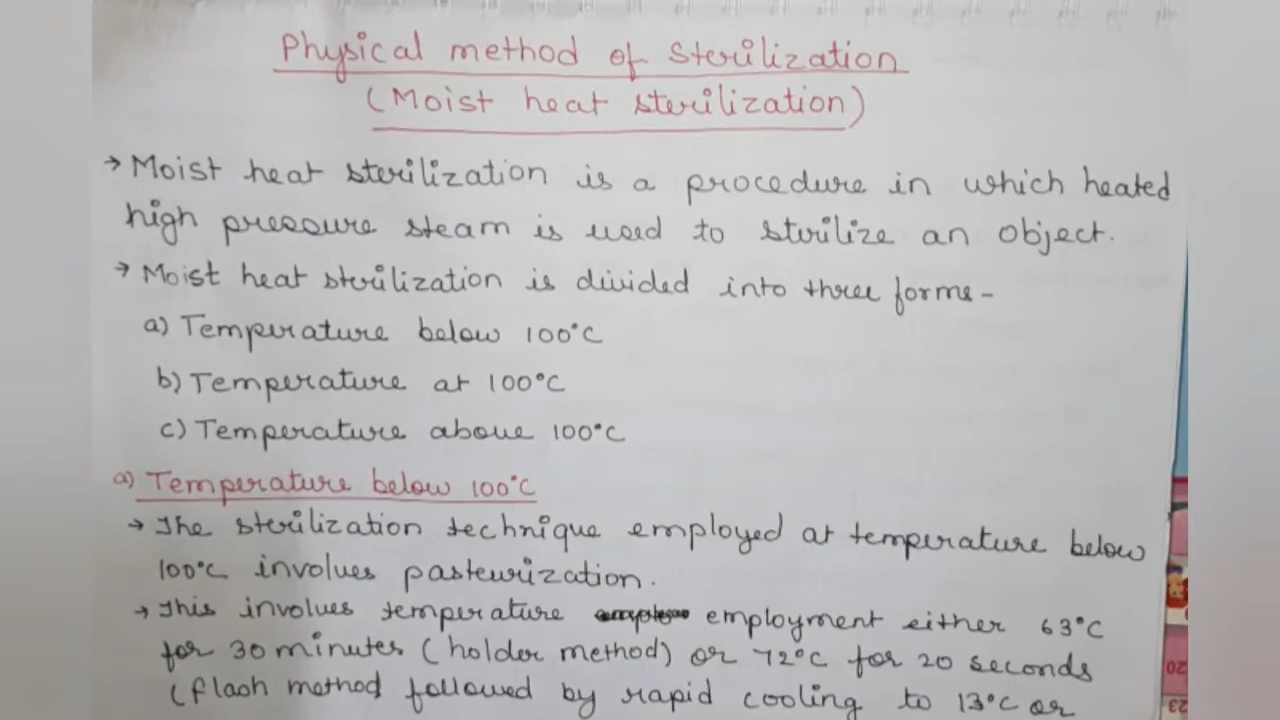 Physical method of Sterilization
(Moist heat sterilization)
→ Moist heat sterilization is a procedure in which heated
high pressure steam is used to sterilize an object.
→ Moist heat sterilization is divided into three forms -
a) Temperature below 100°C
b) Temperature at 100°C
c) Temperature above 100°C
a) Temperature below 100°C
→ The sterilization technique employed at temperature below
100°C involves pasteurization.
→ This involves temperature employment either 63°C
for 30 minutes (holder method) or 72°C for 20 seconds
(flash method followed by rapid cooling to 13°C or
20
23